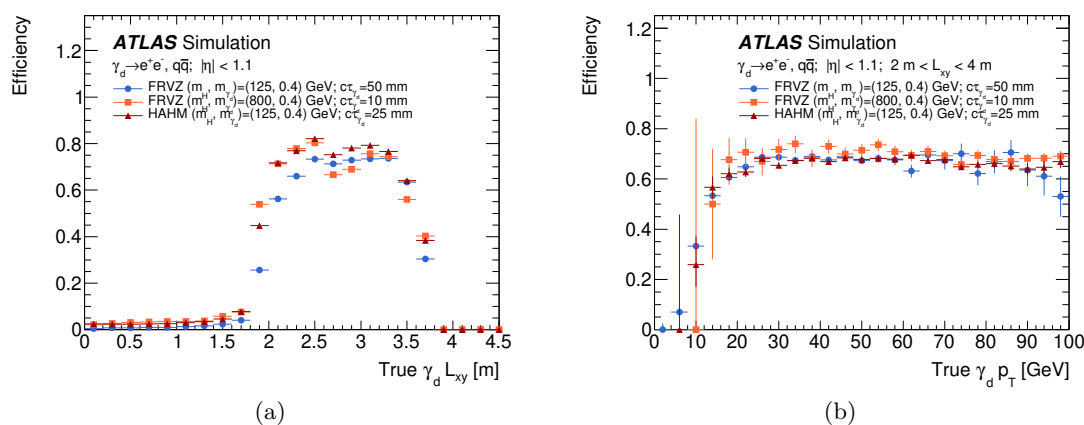 Efficiency
ATLAS Simulation
γd→e⁺e⁻, qq̅; |η| < 1.1
FRVZ (mH, mγd)=(125, 0.4) GeV; cτγd=50 mm
FRVZ (mH, mγd)=(800, 0.4) GeV; cτγd=10 mm
HAHM (mH, mγd)=(125, 0.4) GeV; cτγd=25 mm
1.2
1
0.8
0.6
0.4
0.2
0
0 0.5 1 1.5 2 2.5 3 3.5 4 4.5
True γd Lxy [m]
(a)
Efficiency
ATLAS Simulation
γd→e⁺e⁻, qq̅; |η| < 1.1; 2 m < Lxy < 4 m
FRVZ (mH, mγd)=(125, 0.4) GeV; cτγd=50 mm
FRVZ (mH, mγd)=(800, 0.4) GeV; cτγd=10 mm
HAHM (mH, mγd)=(125, 0.4) GeV; cτγd=25 mm
1.2
1
0.8
0.6
0.4
0.2
0
0 10 20 30 40 50 60 70 80 90 100
True γd pT [GeV]
(b)